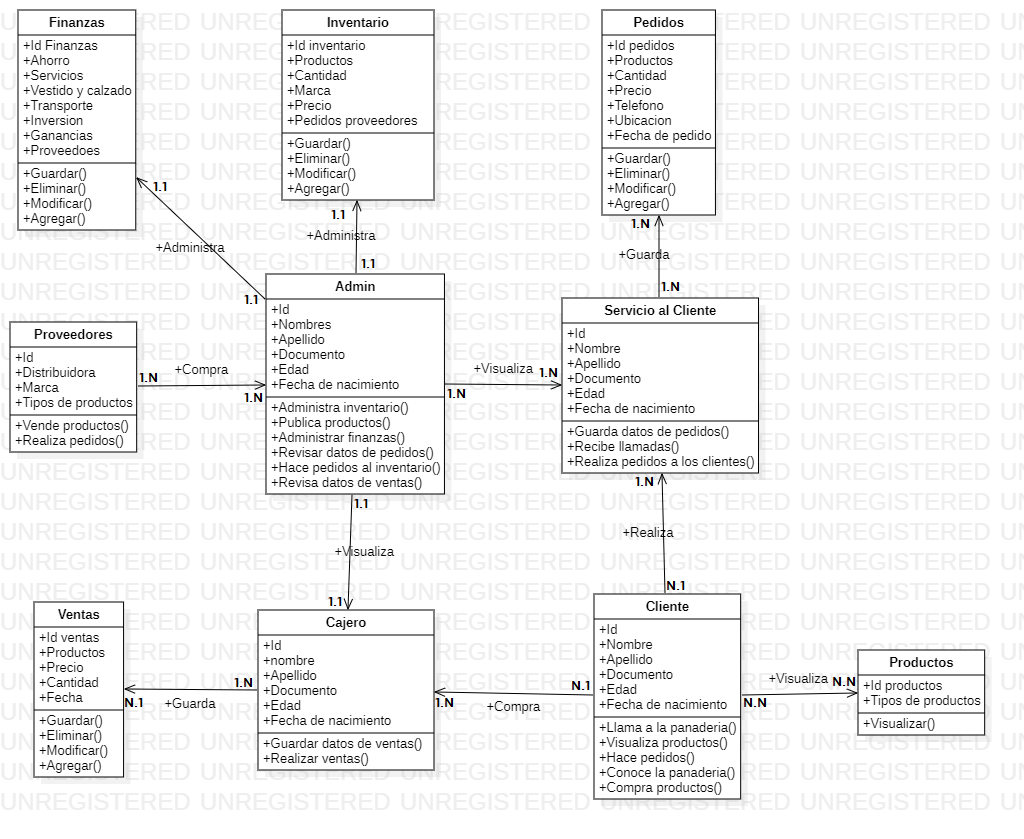 Finanzas
+Id Finanzas
+Ahorro
+Servicios
+Vestido y calzado
+Transporte
+Inversion
+Ganancias
+Proveedoes
+Guardar()
+Eliminar()
+Modificar()
+Agregar()
Inventario
+Id inventario
+Productos
+Cantidad
+Marca
+Precio
+Pedidos proveedores
+Guardar()
+Eliminar()
+Modificar()
+Agregar()
Pedidos
+Id pedidos
+Productos
+Cantidad
+Precio
+Telefono
+Ubicacion
+Fecha de pedido
+Guardar()
+Eliminar()
+Modificar()
+Agregar()
1.1
+Administra
1.1
1.1
+Administra
1.1
1.N
+Guarda
1.N
Proveedores
+Id
+Distribuidora
+Marca
+Tipos de productos
+Vende productos()
+Realiza pedidos()
1.N
+Compra
1.N
Admin
+Id
+Nombres
+Apellido
+Documento
+Edad
+Fecha de nacimiento
+Administra inventario()
+Publica productos()
+Administrar finanzas()
+Revisar datos de pedidos()
+Hace pedidos al inventario()
+Revisa datos de ventas()
+Visualiza
1.N
1.N
Servicio al Cliente
+Id
+Nombre
+Apellido
+Documento
+Edad
+Fecha de nacimiento
+Guarda datos de pedidos()
+Recibe llamadas()
+Realiza pedidos a los clientes()
1.1
+Visualiza
1.1
1.N
+Realiza
N.1
Ventas
+Id ventas
+Productos
+Precio
+Cantidad
+Fecha
+Guardar()
+Eliminar()
+Modificar()
+Agregar()
1.N
N.1
+Guarda
Cajero
+Id
+nombre
+Apellido
+Documento
+Edad
+Fecha de nacimiento
+Guardar datos de ventas()
+Realizar ventas()
N.1
1.N
+Compra
Cliente
+Id
+Nombre
+Apellido
+Documento
+Edad
+Fecha de nacimiento
+Llama a la panaderia()
+Visualiza productos()
+Hace pedidos()
+Conoce la panaderia()
+Compra productos()
+Visualiza
N.N
N.N
Productos
+Id productos
+Tipos de productos
+Visualizar()
UNREGISTERED